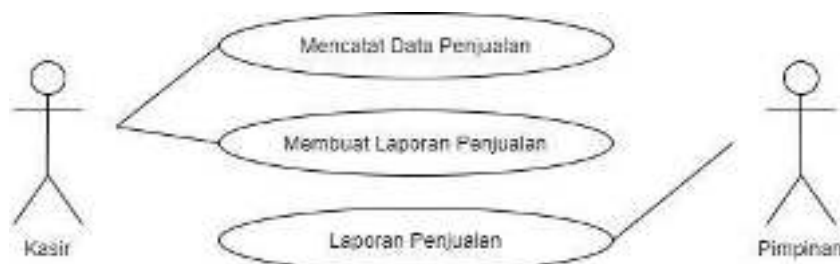 Mencatat Data Penjualan
Membuat Laporan Penjualan
Laporan Penjualan
Kasir
Pimpinan